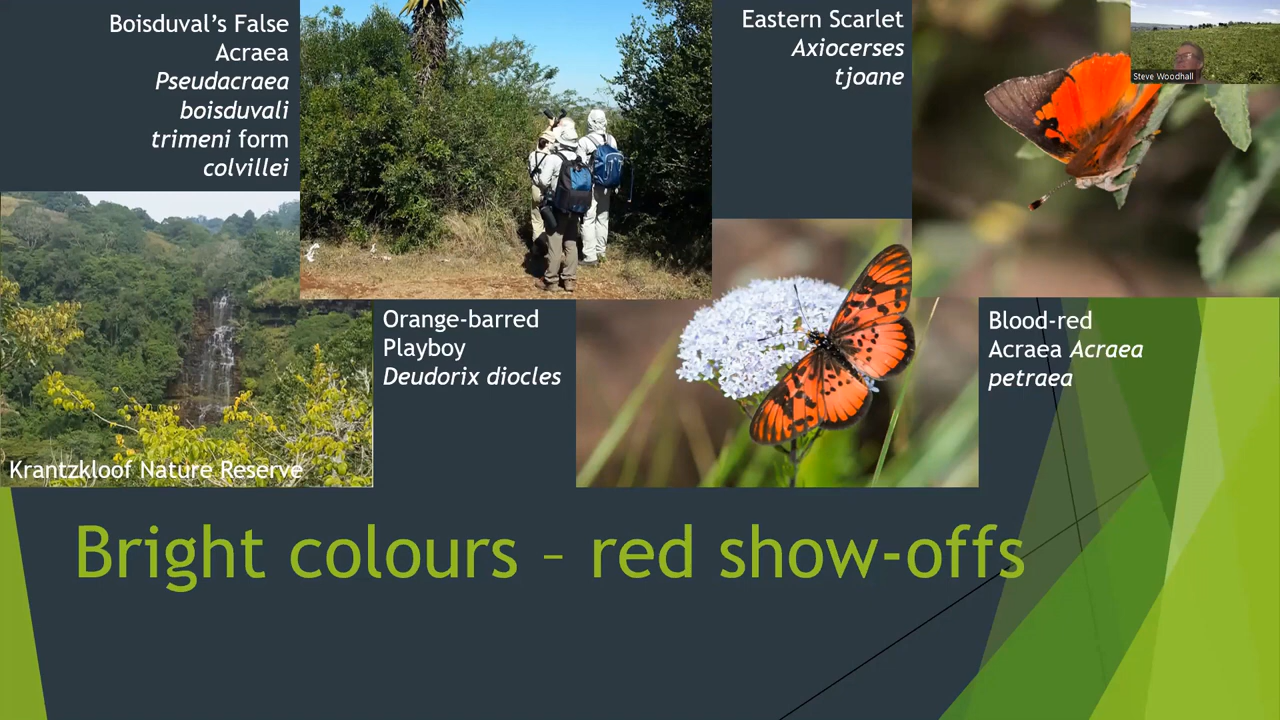 Boisduval's False
Acraea
Pseudacraea
boisduvali
trimeni form
colvillei
Eastern Scarlet
Axiocerses
tjoane
Steve Woodhall
Orange-barred
Playboy
Deudorix diocles
Blood-red
Acraea Acraea
petraea
Krantzkloof Nature Reserve
Bright colours – red show-offs